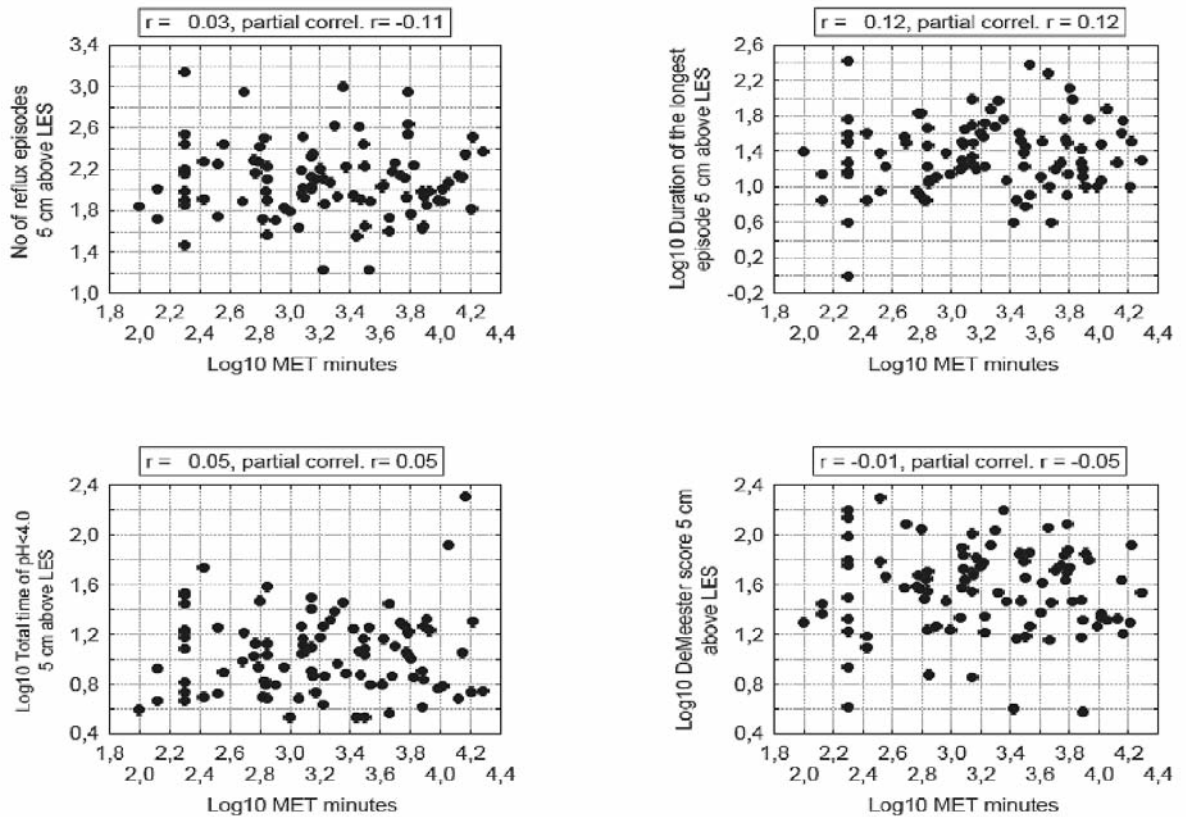 r = 0.03, partial correl. r= -0.11
No of reflux episodes
5 cm above LES
3,4
3,0
2,6
2,2
1,8
1,4
1,0
1,8 2,2 2,6 3,0 3,4 3,8 4,2
2,0 2,4 2,8 3,2 3,6 4,0 4,4
Log10 MET minutes
r = 0.12, partial correl. r = 0.12
Log10 Duration of the longest
episode 5 cm above LES
2,6
2,2
1,8
1,4
1,0
0,6
0,2
-0,2
1,8 2,2 2,6 3,0 3,4 3,8 4,2
2,0 2,4 2,8 3,2 3,6 4,0 4,4
Log10 MET minutes
r = 0.05, partial correl. r= 0.05
Log10 Total time of pH<4.0
5 cm above LES
2,4
2,0
1,6
1,2
0,8
0,4
1,8 2,2 2,6 3,0 3,4 3,8 4,2
2,0 2,4 2,8 3,2 3,6 4,0 4,4
Log10 MET minutes
r = -0.01, partial correl. r = -0.05
Log10 DeMeester score 5 cm
above LES
2,4
2,0
1,6
1,2
0,8
0,4
1,8 2,2 2,6 3,0 3,4 3,8 4,2
2,0 2,4 2,8 3,2 3,6 4,0 4,4
Log10 MET minutes